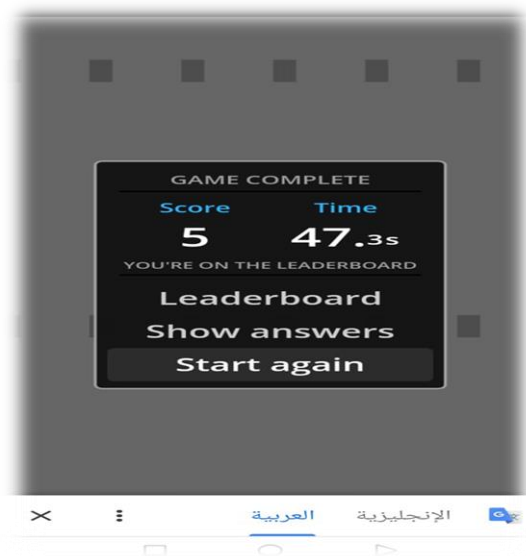 GAME COMPLETE
Score Time
5 47.3s
YOU'RE ON THE LEADERBOARD
Leaderboard
Show answers
Start again
الإنجليزية العربية